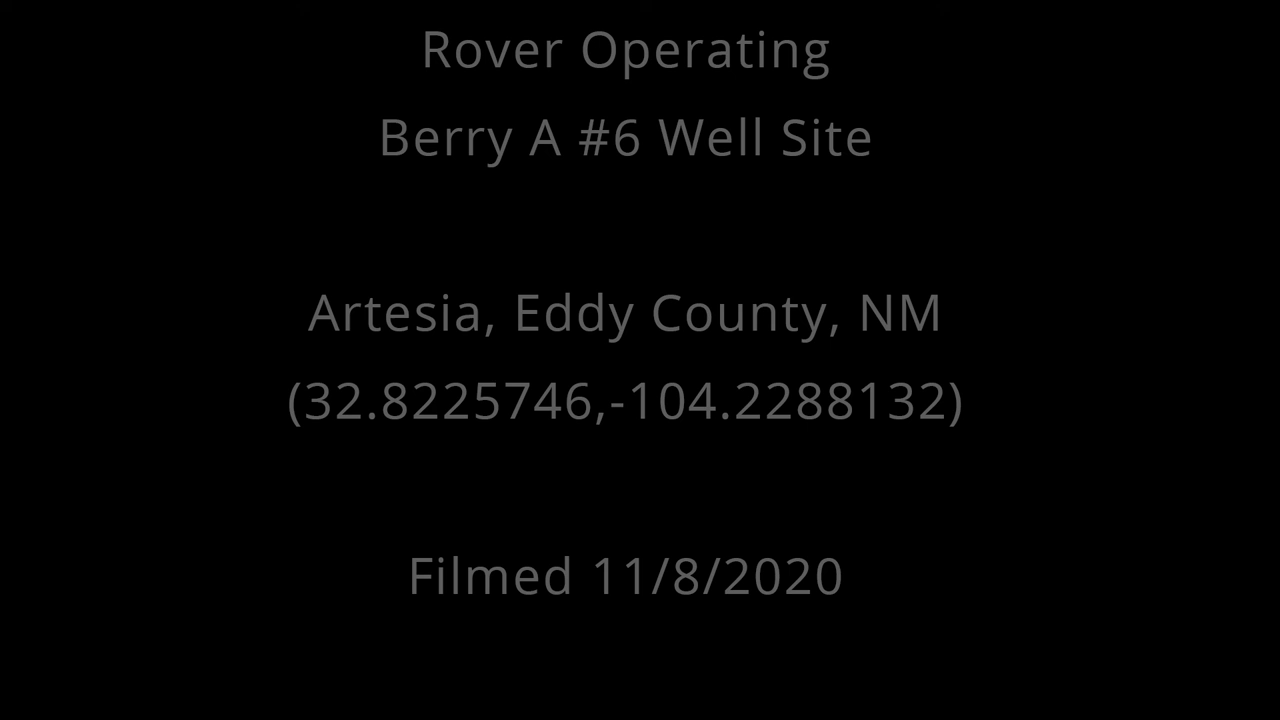 Rover Operating
Berry A #6 Well Site
Artesia, Eddy County, NM
(32.8225746,-104.2288132)
Filmed 11/8/2020